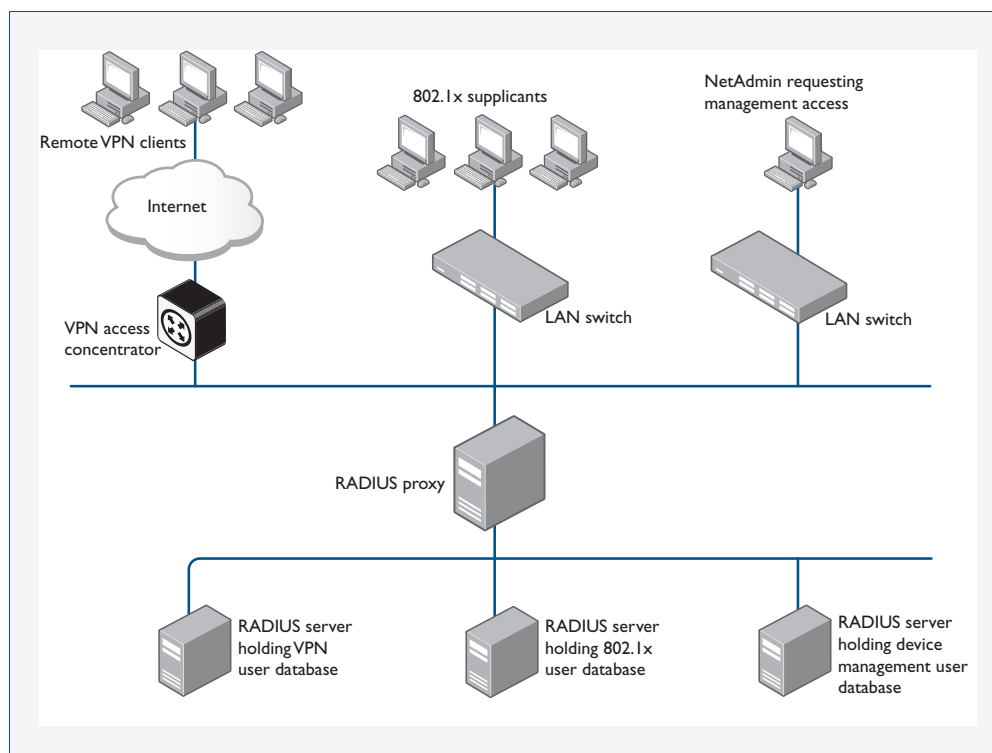 Remote VPN clients
802.1x supplicants
NetAdmin requesting
management access
Internet
VPN access
concentrator
LAN switch
LAN switch
RADIUS proxy
RADIUS server
holding VPN
user database
RADIUS server
holding 802.1x
user database
RADIUS server
holding device
management user
database